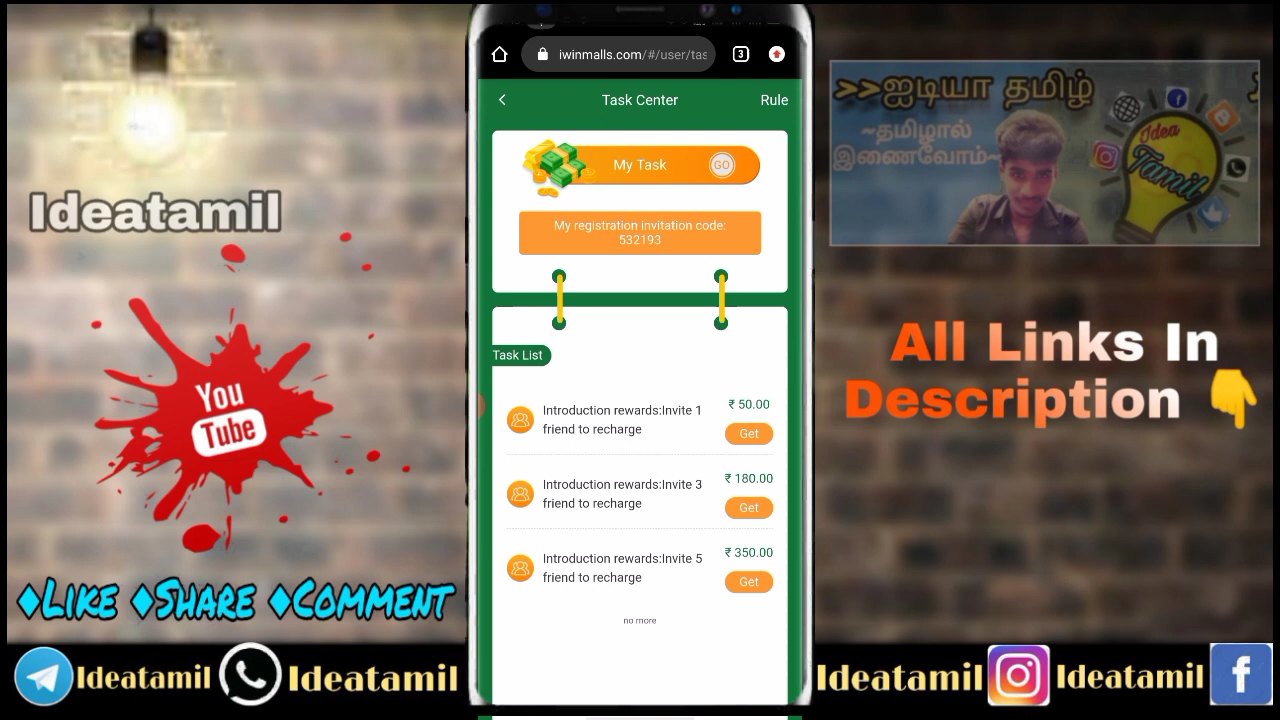 Ideatamil
You
Tube
♦LIKE ♦SHARE ♦COMMENT
Ideatamil
Ideatamil
iwinmalls.com/#/user/tas
3
Task Center
Rule
My Task
GO
My registration invitation code:
532193
Task List
Introduction rewards:Invite 1
friend to recharge
₹ 50.00
Get
Introduction rewards:Invite 3
friend to recharge
₹ 180.00
Get
Introduction rewards:Invite 5
friend to recharge
₹ 350.00
Get
no more
>>ஐடியா தமிழ்
~தமிழால்
இணைவோம்~
Idea
Tamil
All Links In
Description 👇
Ideatamil
Ideatamil